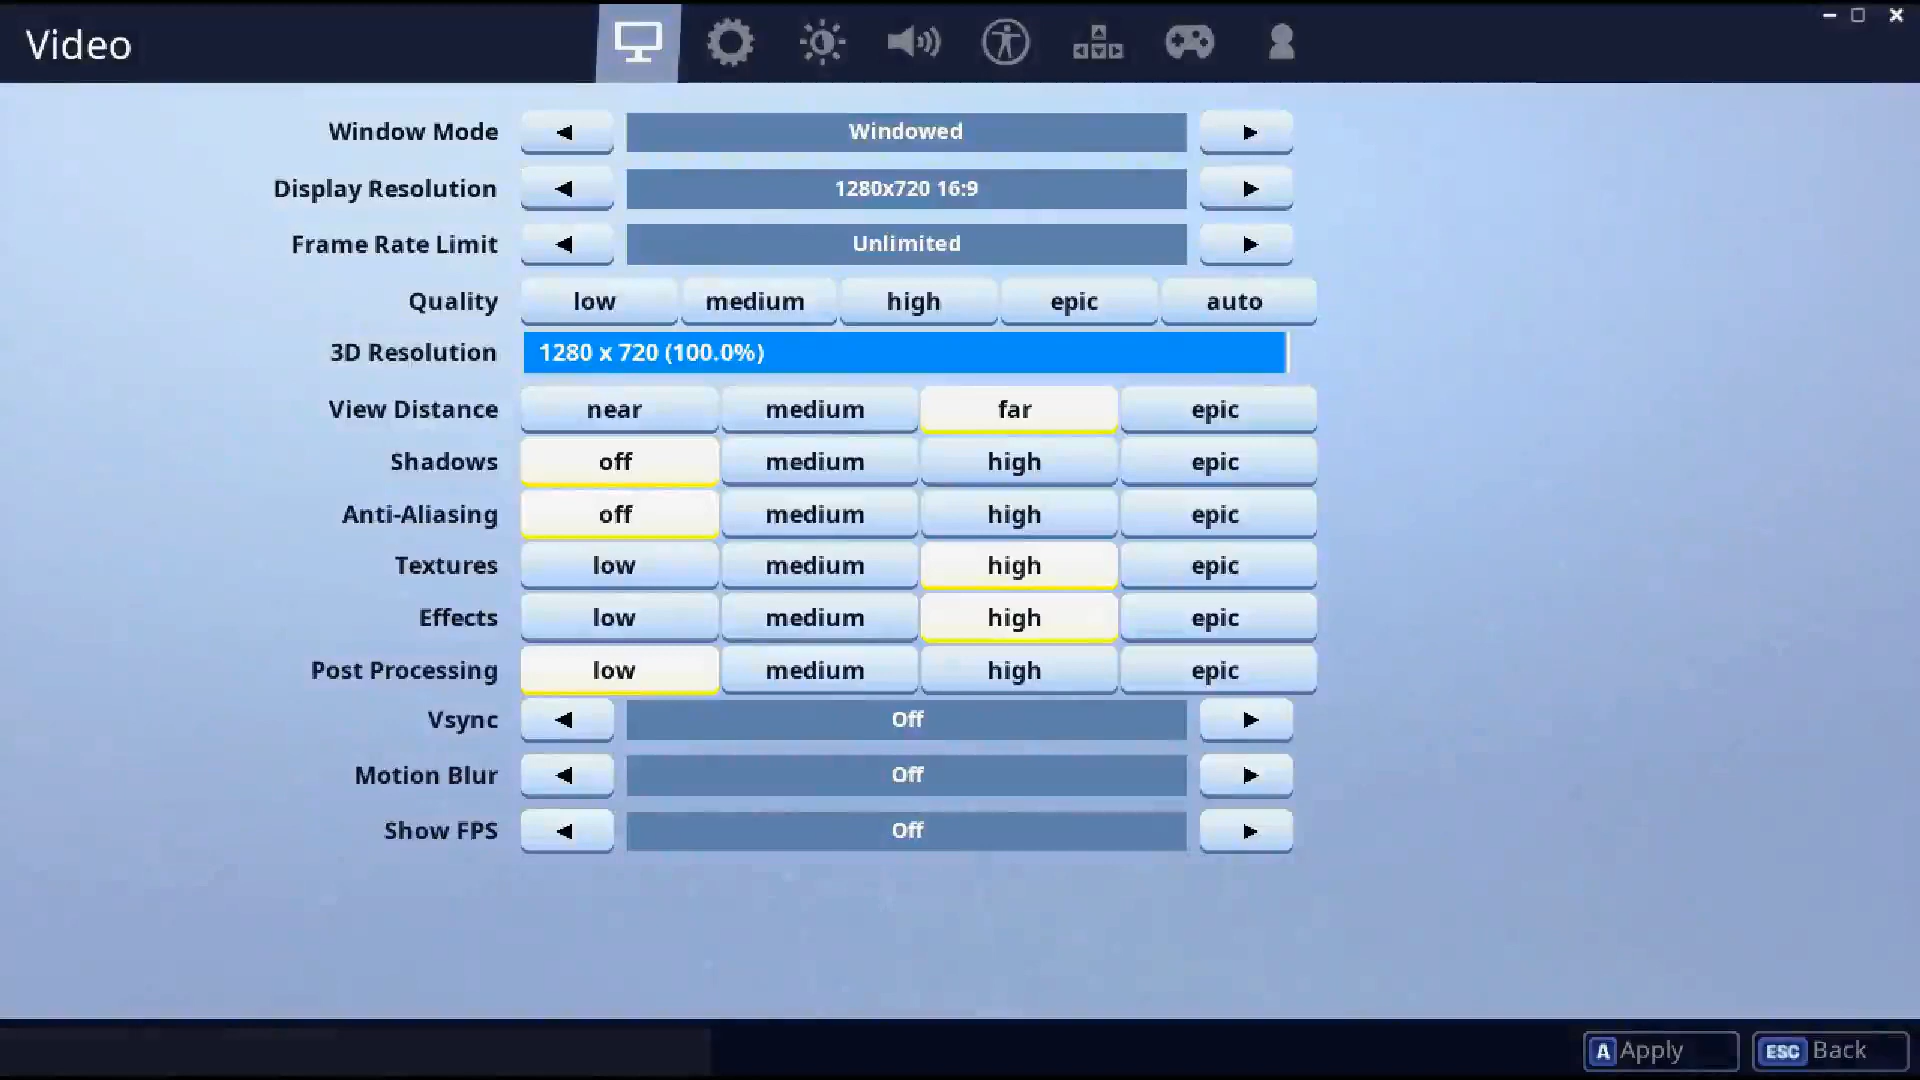 Video
Window Mode Windowed
Display Resolution 1280x720 16:9
Frame Rate Limit Unlimited
Quality low medium high epic auto
3D Resolution 1280 x 720 (100.0%)
View Distance near medium far epic
Shadows off medium high epic
Anti-Aliasing off medium high epic
Textures low medium high epic
Effects low medium high epic
Post Processing low medium high epic
Vsync Off
Motion Blur Off
Show FPS Off
A Apply ESC Back